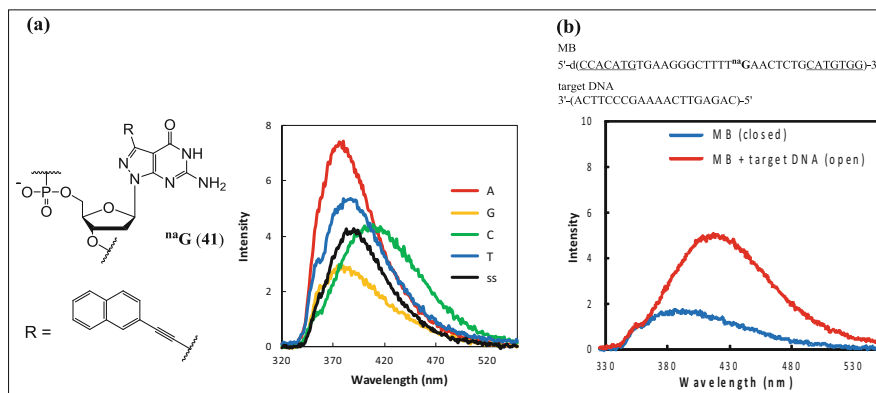 (a)
R
O
N
NH
N
N
N
NH₂
⁻O
P
O
O
O
O
naG (41)
R =
8
6
4
2
0
Intensity
320 370 420 470 520
Wavelength (nm)
A
G
C
T
ss
(b)
MB
5'-d(CCACATGTGAAGGGCTTTTnaGAACTCTGCATGTGG)-3'
target DNA
3'-(ACTTCCCGAAAACTTGAGAC)-5'
MB (closed)
MB + target DNA (open)
10
8
6
4
2
0
Intensity
330 380 430 480 530
Wavelength (nm)